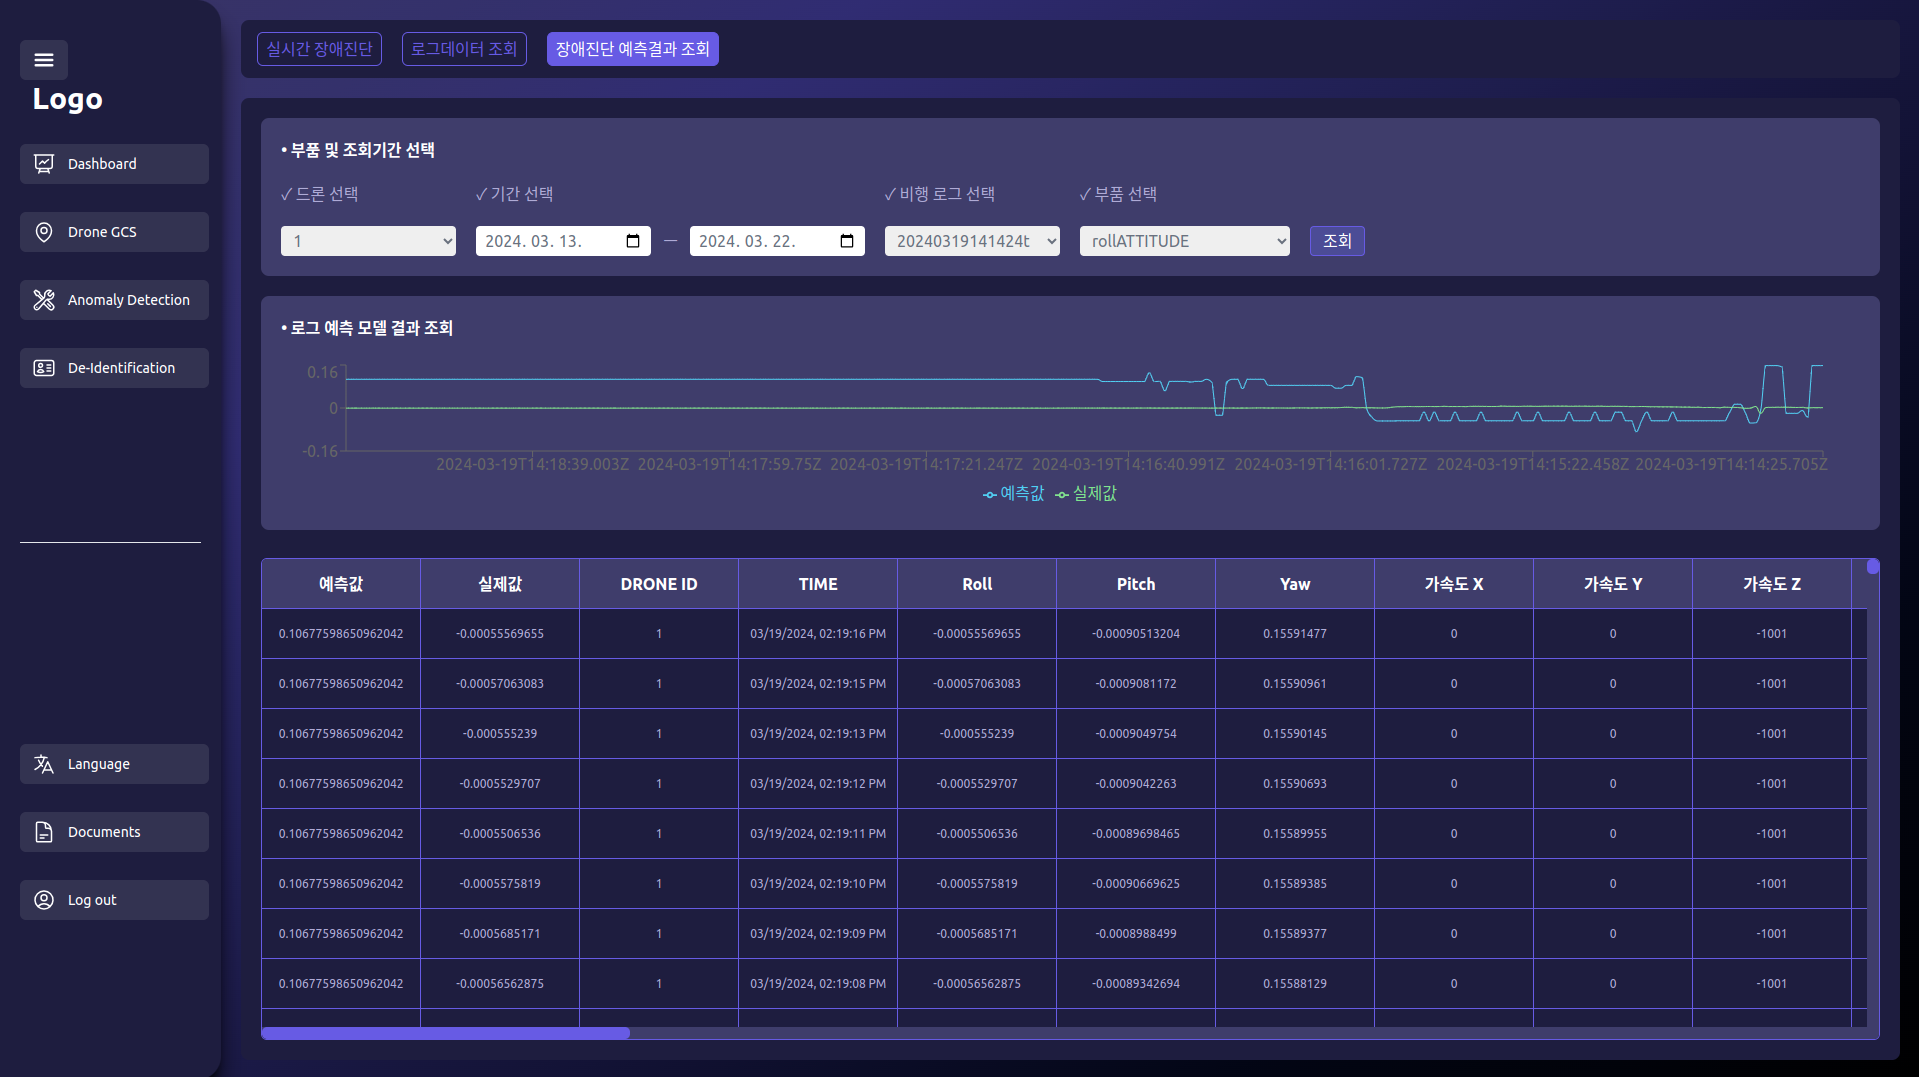 Logo
Dashboard
Drone GCS
Anomaly Detection
De-Identification
Language
Documents
Log out
실시간 장애진단 로그데이터 조회 장애진단 예측결과 조회
• 부품 및 조회기간 선택
✓ 드론 선택 ✓ 기간 선택 ✓ 비행 로그 선택 ✓ 부품 선택
1 2024. 03. 13. — 2024. 03. 22. 20240319141424t rollATTITUDE 조회
• 로그 예측 모델 결과 조회
0.16
0
-0.16
2024-03-19T14:18:39.003Z 2024-03-19T14:17:59.75Z 2024-03-19T14:17:21.247Z 2024-03-19T14:16:40.991Z 2024-03-19T14:16:01.727Z 2024-03-19T14:15:22.458Z 2024-03-19T14:14:25.705Z
예측값 실제값
예측값 실제값 DRONE ID TIME Roll Pitch Yaw 가속도 X 가속도 Y 가속도 Z
0.10677598650962042 -0.00055569655 1 03/19/2024, 02:19:16 PM -0.00055569655 -0.00090513204 0.15591477 0 0 -1001
0.10677598650962042 -0.00057063083 1 03/19/2024, 02:19:15 PM -0.00057063083 -0.0009081172 0.15590961 0 0 -1001
0.10677598650962042 -0.000555239 1 03/19/2024, 02:19:13 PM -0.000555239 -0.0009049754 0.15590145 0 0 -1001
0.10677598650962042 -0.0005529707 1 03/19/2024, 02:19:12 PM -0.0005529707 -0.0009042263 0.15590693 0 0 -1001
0.10677598650962042 -0.0005506536 1 03/19/2024, 02:19:11 PM -0.0005506536 -0.00089698465 0.15589955 0 0 -1001
0.10677598650962042 -0.0005575819 1 03/19/2024, 02:19:10 PM -0.0005575819 -0.00090669625 0.15589385 0 0 -1001
0.10677598650962042 -0.0005685171 1 03/19/2024, 02:19:09 PM -0.0005685171 -0.0008988499 0.15589377 0 0 -1001
0.10677598650962042 -0.00056562875 1 03/19/2024, 02:19:08 PM -0.00056562875 -0.00089342694 0.15588129 0 0 -1001